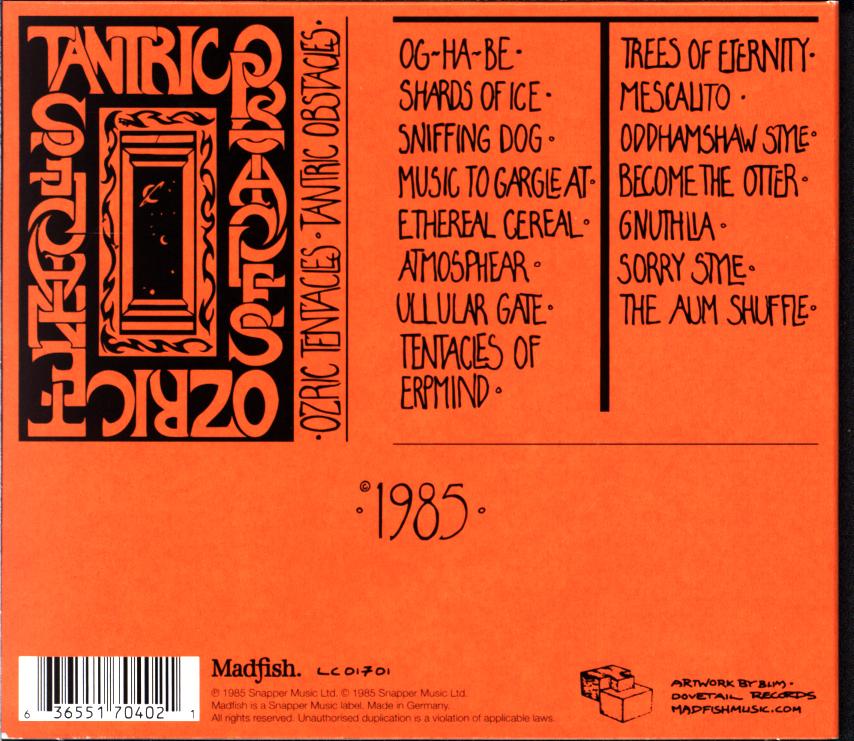 TANTRIC
OBSTACLES
OZRIC
TENTACLES
•OZRIC TENTACLES • TANTRIC OBSTACLES•
OG-HA-BE•
SHARDS OF ICE •
SNIFFING DOG •
MUSIC TO GARGLE AT•
ETHEREAL CEREAL•
ATMOSPHEAR •
ULLULAR GATE•
TENTACLES OF
ERPMIND •
TREES OF ETERNITY•
MESCALITO •
ODDHAMSHAW STYLE•
BECOME THE OTTER•
GNUTHLIA •
SORRY STYLE•
THE AUM SHUFFLE•
© •1985•
6 36551 70402 1
Madfish. LC 01701
℗ 1985 Snapper Music Ltd. © 1985 Snapper Music Ltd.
Madfish is a Snapper Music label. Made in Germany.
All rights reserved. Unauthorised duplication is a violation of applicable laws.
ARTWORK BY BLIM •
DOVETAIL RECORDS
MADFISHMUSIC.COM